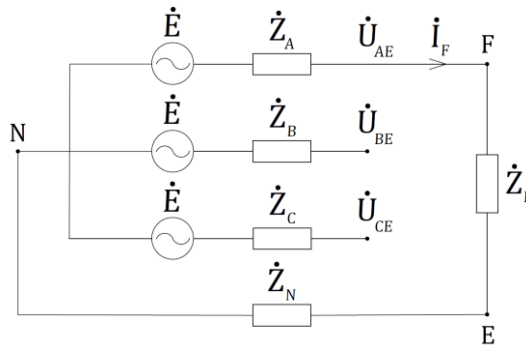 Ė Ż_A U̇_AE İ_F F
Ė Ż_B U̇_BE
N
Ė Ż_C U̇_CE
Ż_N
E